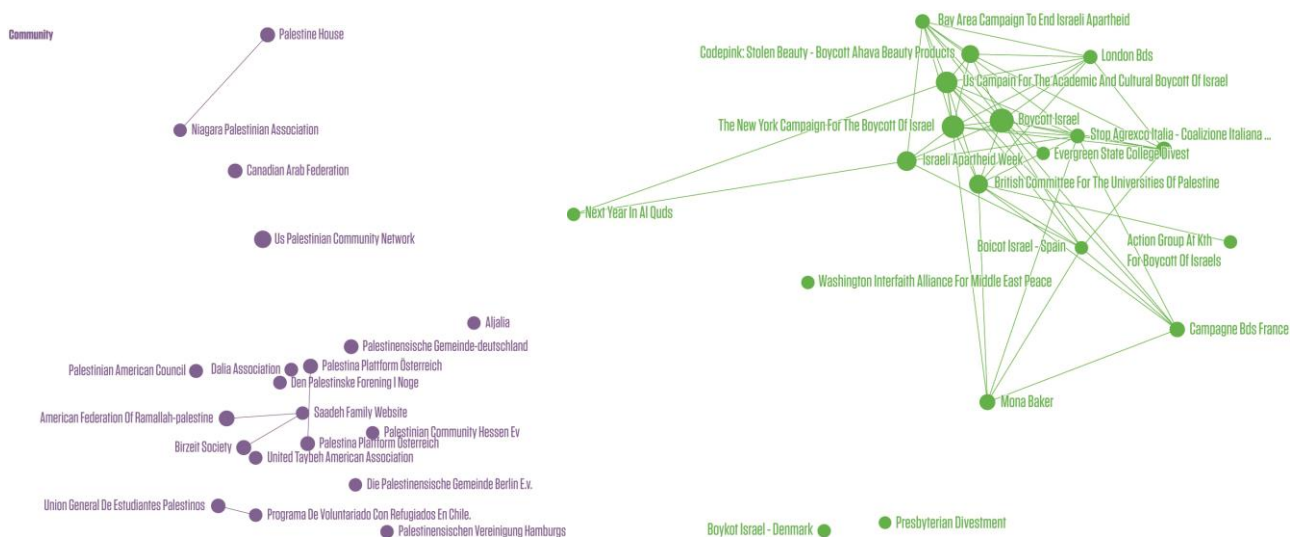 Community
Palestine House
Niagara Palestinian Association
Canadian Arab Federation
Us Palestinian Community Network
Aljalia
Palestinensische Gemeinde-deutschland
Palestinian American Council
Dalia Association
Palestina Plattform Österreich
Den Palestinske Forening I Noge
American Federation Of Ramallah-palestine
Saadeh Family Website
Palestinian Community Hessen Ev
Birzeit Society
Palestina Plattform Österreich
United Taybeh American Association
Die Palestinensische Gemeinde Berlin E.v.
Union General De Estudiantes Palestinos
Programa De Voluntariado Con Refugiados En Chile.
Palestinensischen Vereinigung Hamburgs
Bay Area Campaign To End Israeli Apartheid
Codepink: Stolen Beauty - Boycott Ahava Beauty Products
London Bds
Us Campain For The Academic And Cultural Boycott Of Israel
The New York Campaign For The Boycott Of Israel
Boycott Israel
Stop Agrexco Italia - Coalizione Italiana ...
Israeli Apartheid Week
Evergreen State College Divest
British Committee For The Universities Of Palestine
Next Year In Al Quds
Boicot Israel - Spain
Action Group At Kth
For Boycott Of Israels
Washington Interfaith Alliance For Middle East Peace
Campagne Bds France
Mona Baker
Presbyterian Divestment
Boykot Israel - Denmark